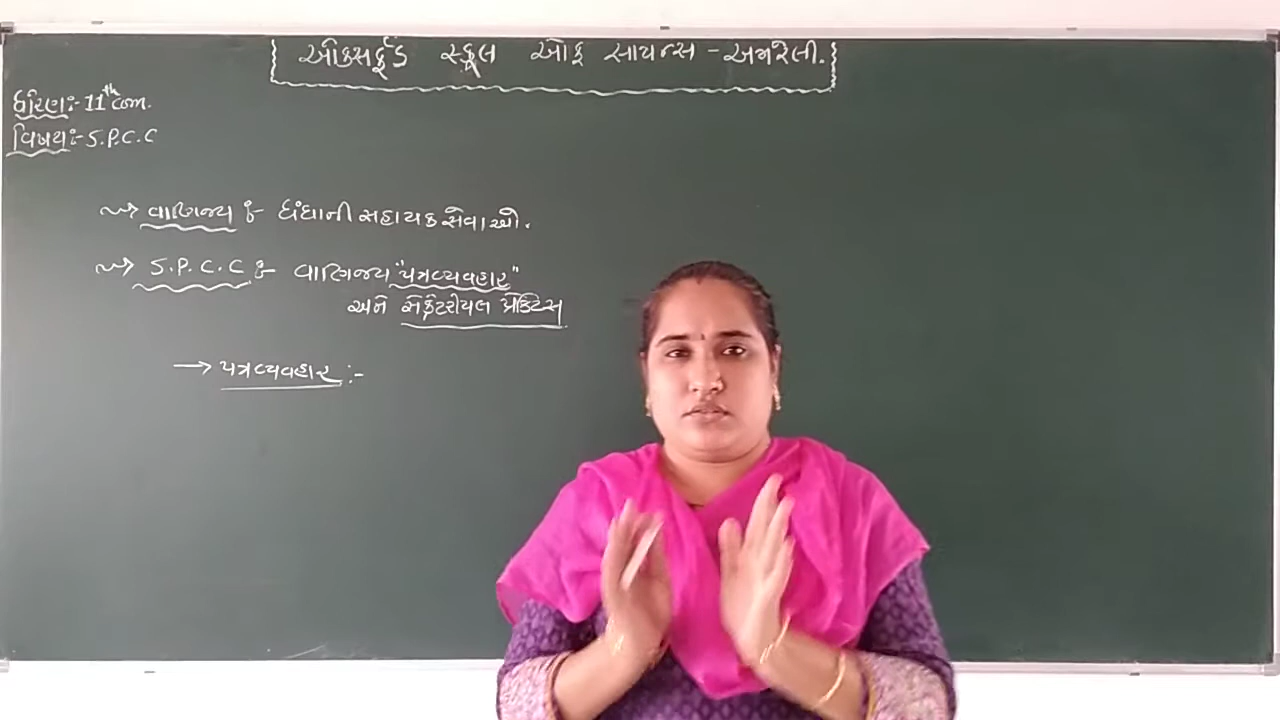 ઓક્સફર્ડ સ્કૂલ ઓફ સાયન્સ - અમરેલી.
ધોરણ:- 11th com.
વિષય:- S.P.C.C
વાણિજ્ય :- ધંધાની સહાયક સેવાઓ.
S.P.C.C :- વાણિજ્ય "પત્રવ્યવહાર"
અને સેક્રેટરીયલ પ્રેક્ટિસ
→ પત્રવ્યવહાર :-